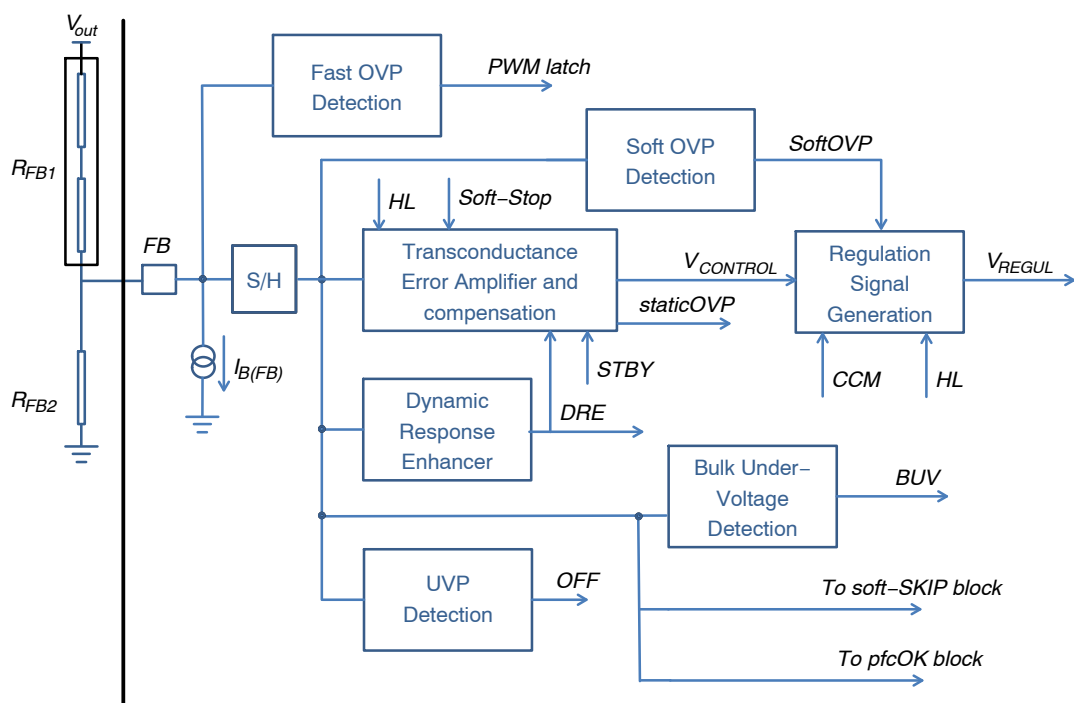 Vout
Fast OVP
Detection
PWM latch
Soft OVP
Detection
SoftOVP
RFB1
HL
Soft−Stop
FB
S/H
Transconductance
Error Amplifier and
compensation
VCONTROL
staticOVP
Regulation
Signal
Generation
VREGUL
IB(FB)
STBY
CCM
HL
RFB2
Dynamic
Response
Enhancer
DRE
Bulk Under−
Voltage
Detection
BUV
UVP
Detection
OFF
To soft−SKIP block
To pfcOK block